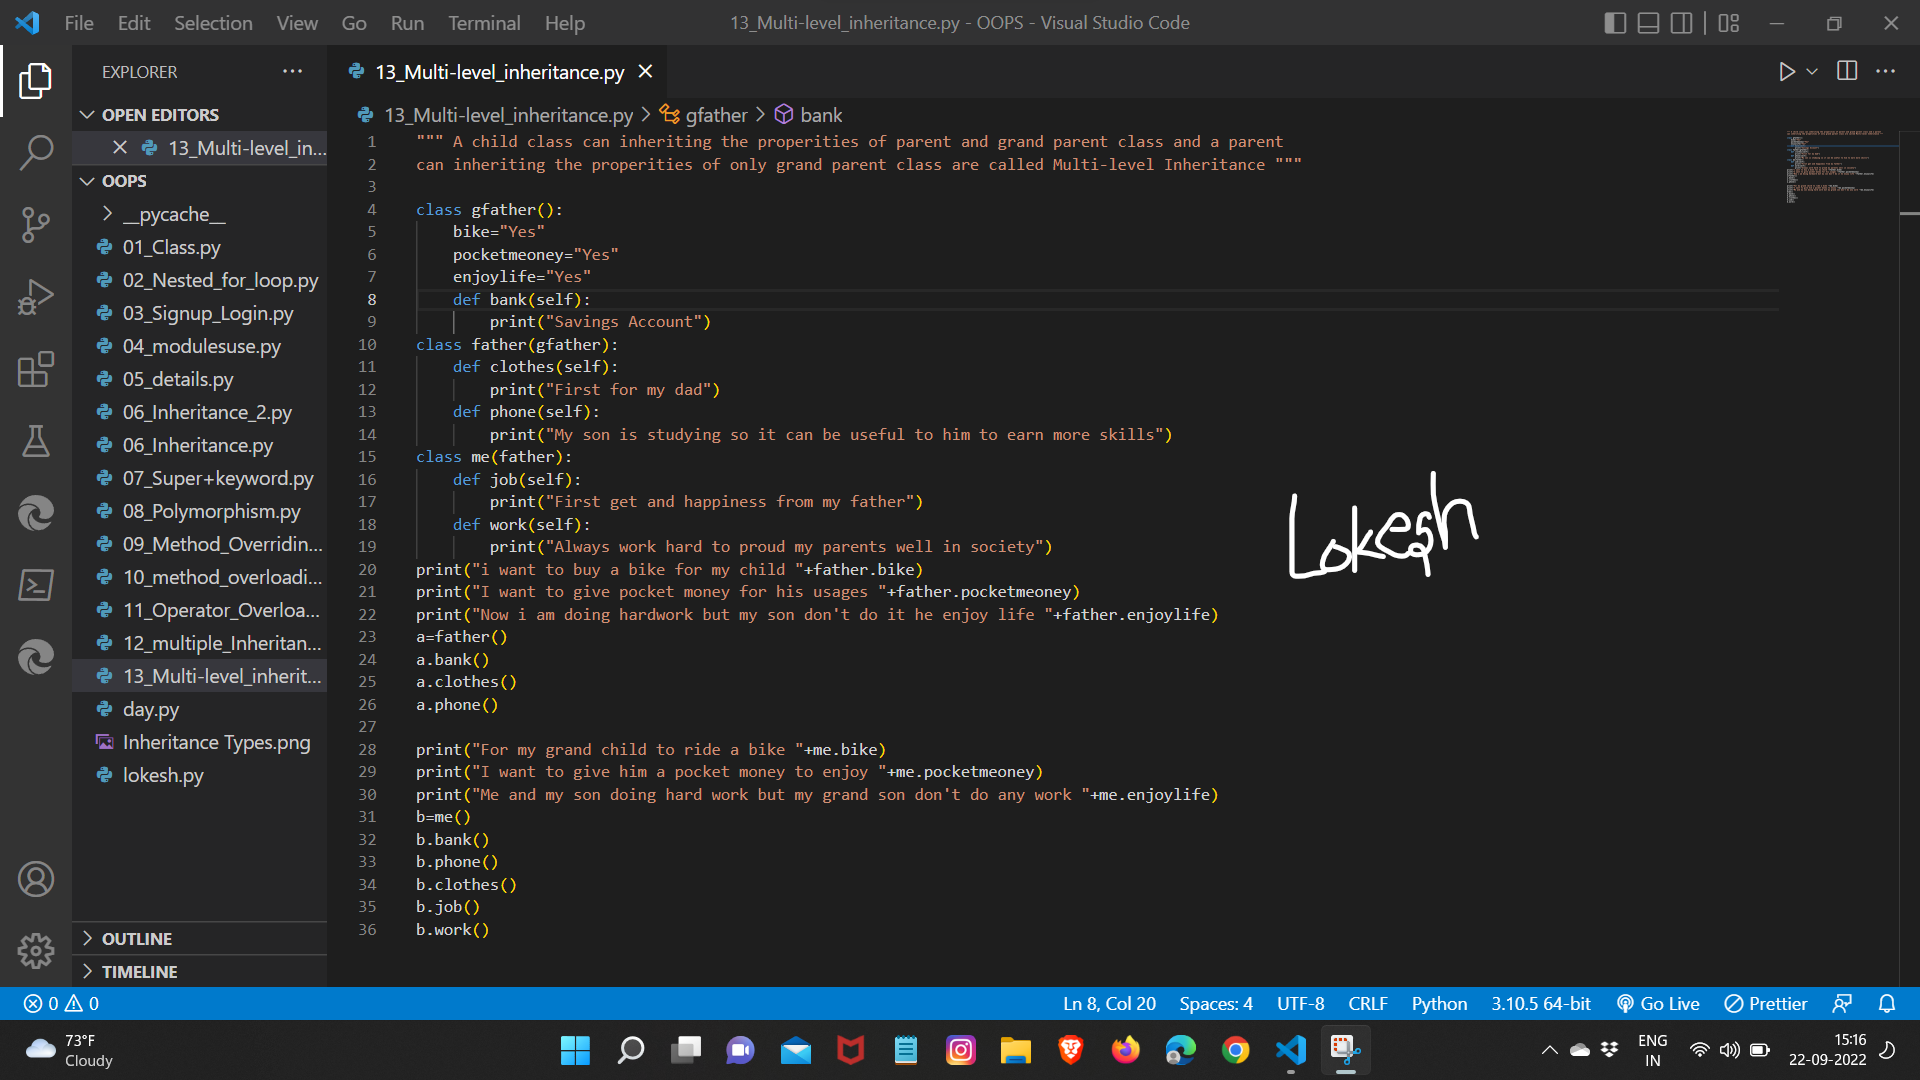 File Edit Selection View Go Run Terminal Help
13_Multi-level_inheritance.py - OOPS - Visual Studio Code
EXPLORER
OPEN EDITORS
13_Multi-level_in...
OOPS
__pycache__
01_Class.py
02_Nested_for_loop.py
03_Signup_Login.py
04_modulesuse.py
05_details.py
06_Inheritance_2.py
06_Inheritance.py
07_Super+keyword.py
08_Polymorphism.py
09_Method_Overridin...
10_method_overloadi...
11_Operator_Overloa...
12_multiple_Inheritan...
13_Multi-level_inherit...
day.py
Inheritance Types.png
lokesh.py
OUTLINE
TIMELINE
13_Multi-level_inheritance.py
13_Multi-level_inheritance.py > gfather > bank
1 """ A child class can inheriting the properities of parent and grand parent class and a parent
2 can inheriting the properities of only grand parent class are called Multi-level Inheritance """
3
4 class gfather():
5     bike="Yes"
6     pocketmeoney="Yes"
7     enjoylife="Yes"
8     def bank(self):
9         print("Savings Account")
10 class father(gfather):
11     def clothes(self):
12         print("First for my dad")
13     def phone(self):
14         print("My son is studying so it can be useful to him to earn more skills")
15 class me(father):
16     def job(self):
17         print("First get and happiness from my father")
18     def work(self):
19         print("Always work hard to proud my parents well in society")
20 print("i want to buy a bike for my child "+father.bike)
21 print("I want to give pocket money for his usages "+father.pocketmeoney)
22 print("Now i am doing hardwork but my son don't do it he enjoy life "+father.enjoylife)
23 a=father()
24 a.bank()
25 a.clothes()
26 a.phone()
27
28 print("For my grand child to ride a bike "+me.bike)
29 print("I want to give him a pocket money to enjoy "+me.pocketmeoney)
30 print("Me and my son doing hard work but my grand son don't do any work "+me.enjoylife)
31 b=me()
32 b.bank()
33 b.phone()
34 b.clothes()
35 b.job()
36 b.work()
Lokesh
0 0
Ln 8, Col 20 Spaces: 4 UTF-8 CRLF Python 3.10.5 64-bit Go Live Prettier
73°F
Cloudy
ENG
IN
15:16
22-09-2022